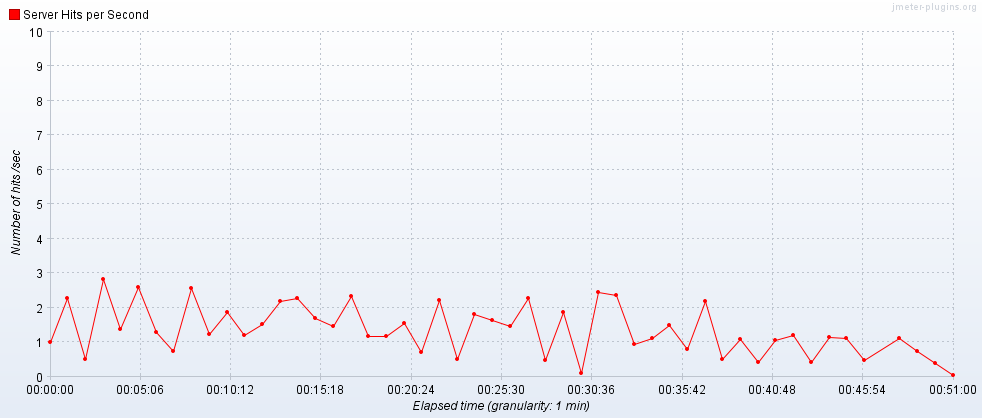 jmeter-plugins.org
Server Hits per Second
10
9
8
7
6
5
4
3
2
1
0
Number of hits /sec
00:00:00 00:05:06 00:10:12 00:15:18 00:20:24 00:25:30 00:30:36 00:35:42 00:40:48 00:45:54 00:51:00
Elapsed time (granularity: 1 min)